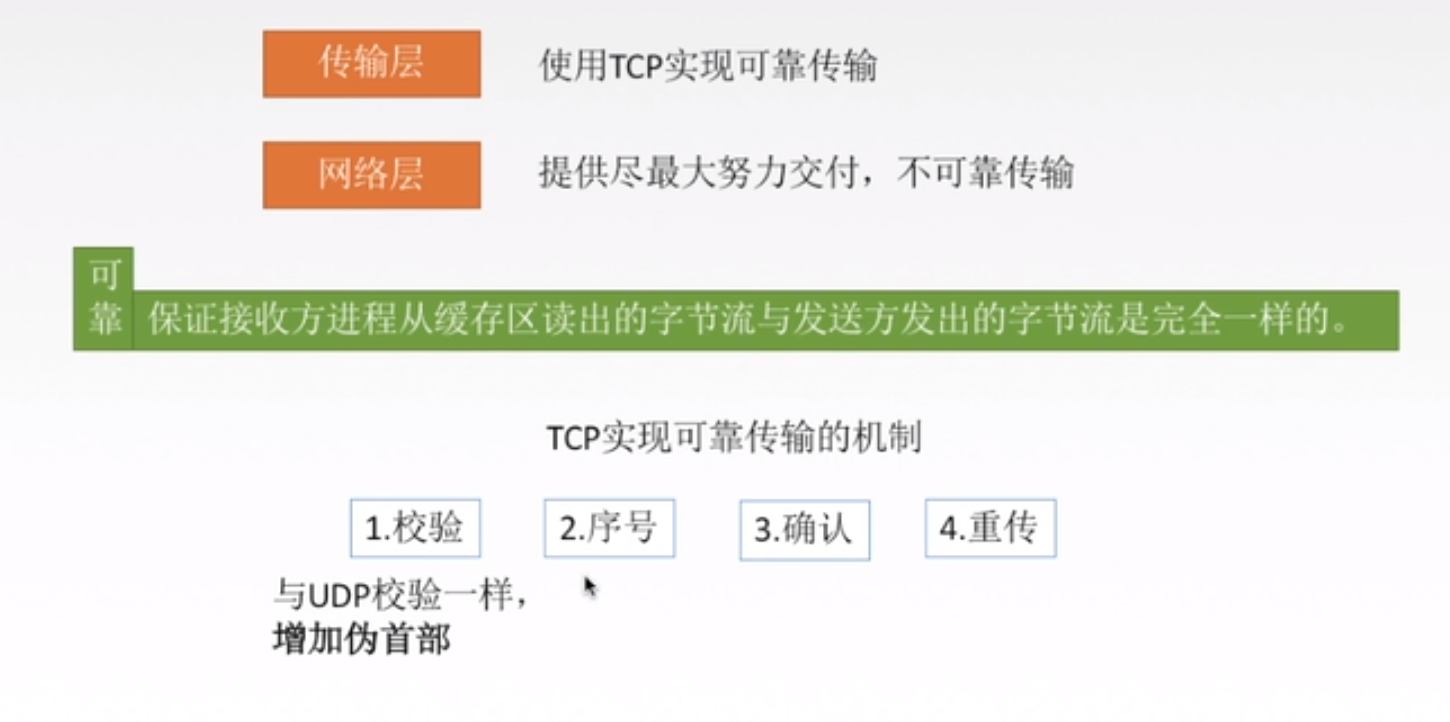 传输层
使用TCP实现可靠传输
网络层
提供尽最大努力交付，不可靠传输
可靠
保证接收方进程从缓存区读出的字节流与发送方发出的字节流是完全一样的。
TCP实现可靠传输的机制
1.校验
2.序号
3.确认
4.重传
与UDP校验一样，
增加伪首部